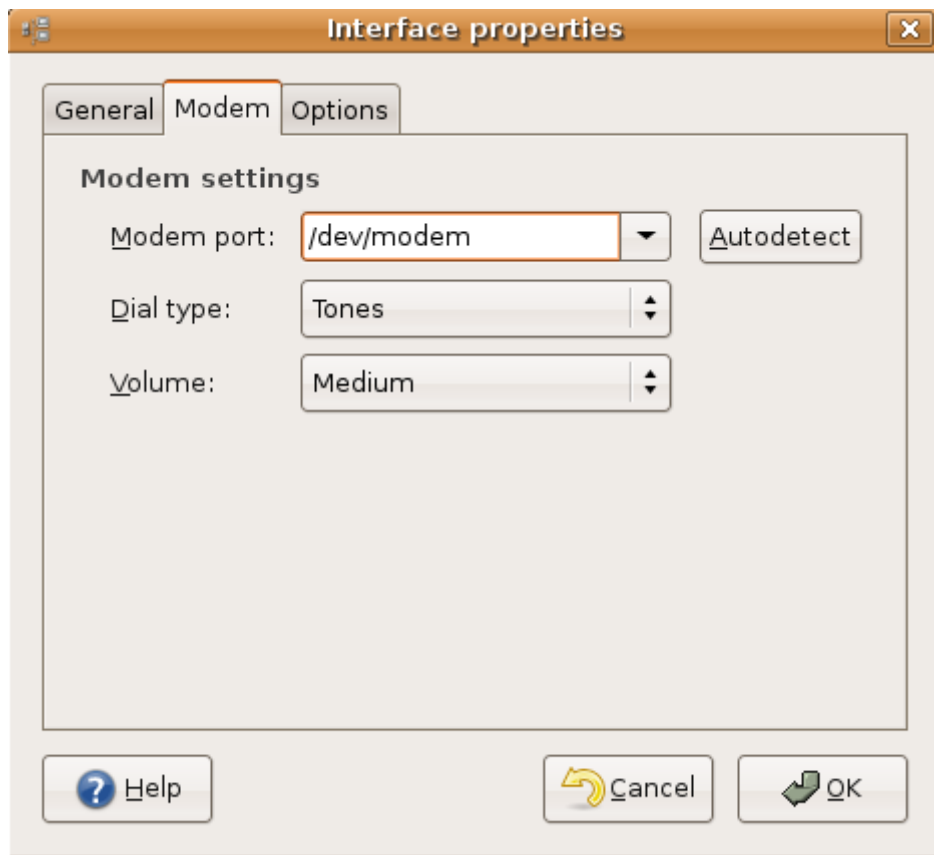 Interface properties
General Modem Options
Modem settings
Modem port: /dev/modem Autodetect
Dial type: Tones
Volume: Medium
Help Cancel OK